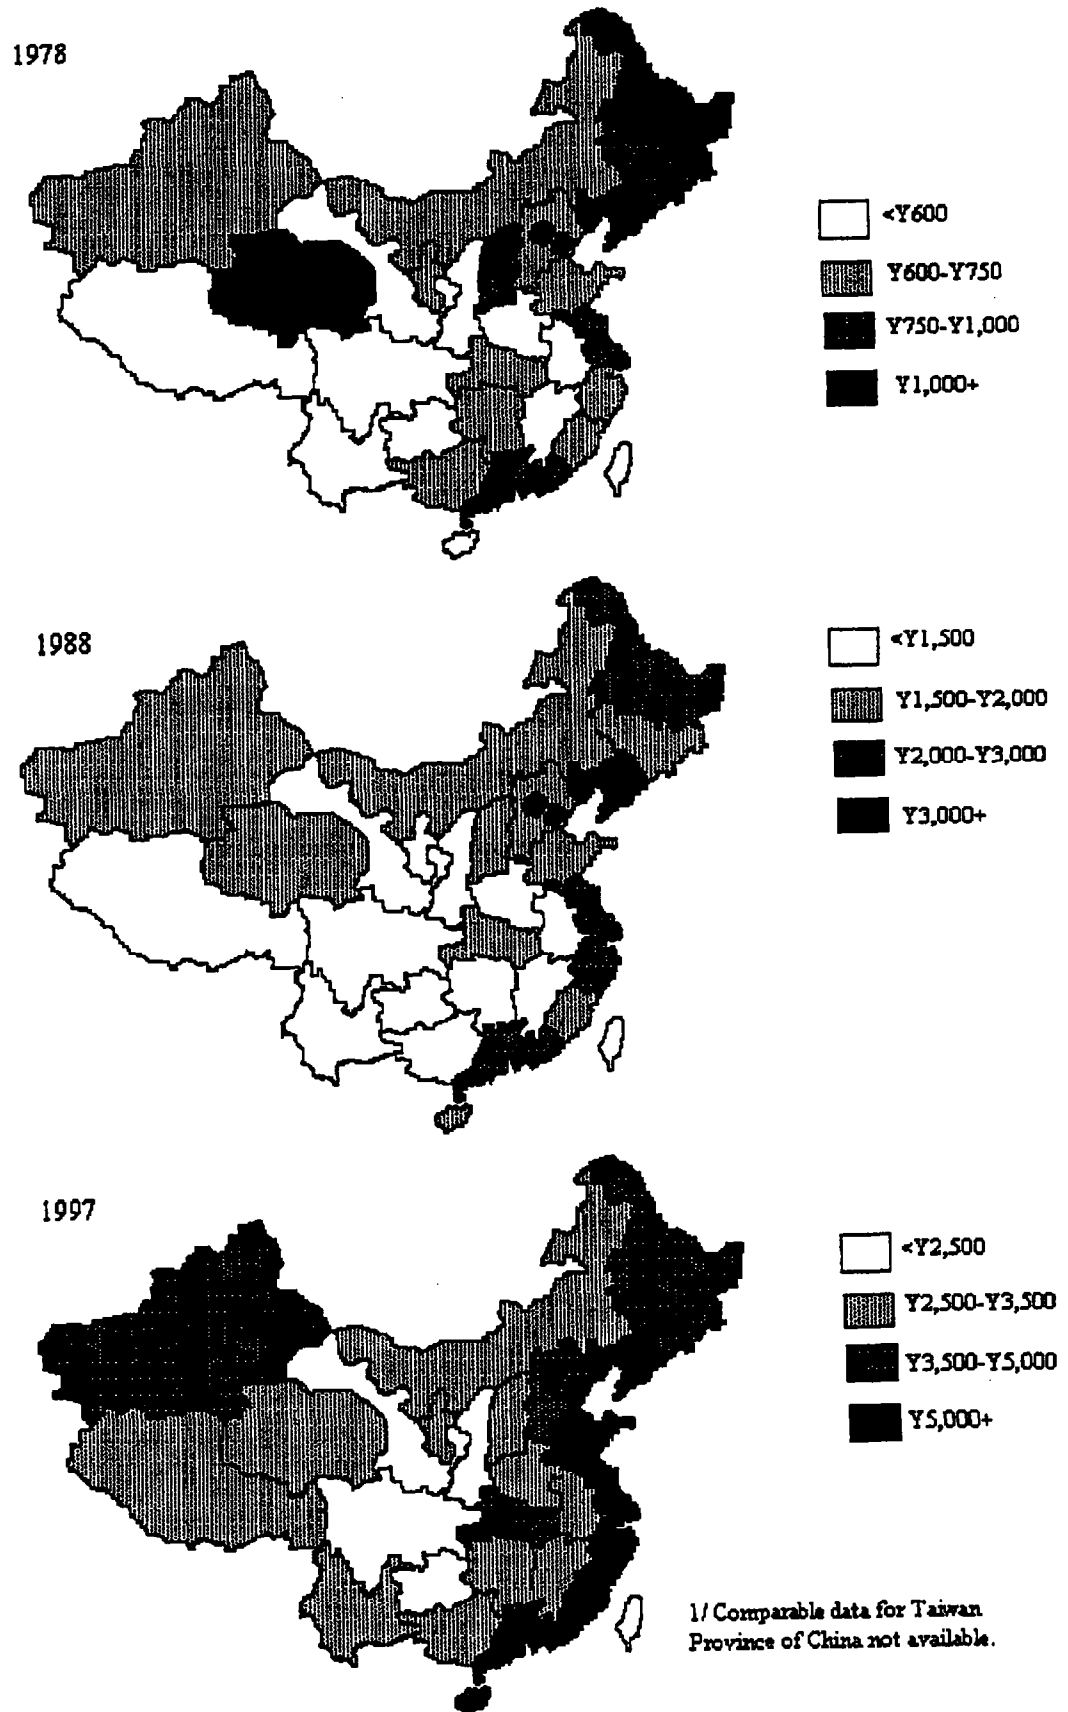 1978
<Y600
Y600-Y750
Y750-Y1,000
Y1,000+
1988
<Y1,500
Y1,500-Y2,000
Y2,000-Y3,000
Y3,000+
1997
<Y2,500
Y2,500-Y3,500
Y3,500-Y5,000
Y5,000+
1/ Comparable data for Taiwan
Province of China not available.